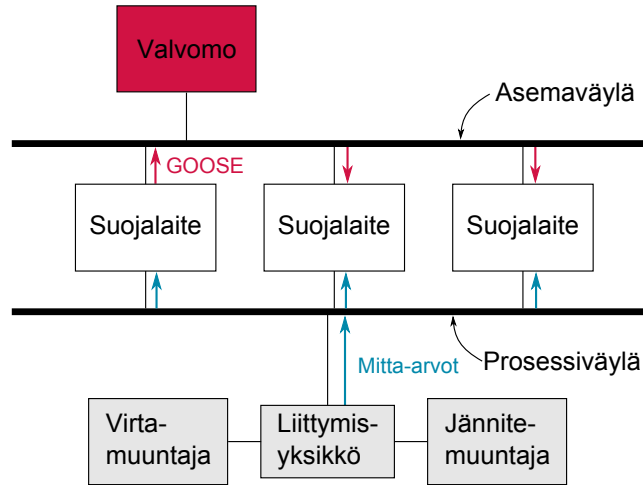 Valvomo
Asemaväylä
GOOSE
Suojalaite
Suojalaite
Suojalaite
Mitta-arvot
Prosessiväylä
Virta-
muuntaja
Liittymis-
yksikkö
Jännite-
muuntaja